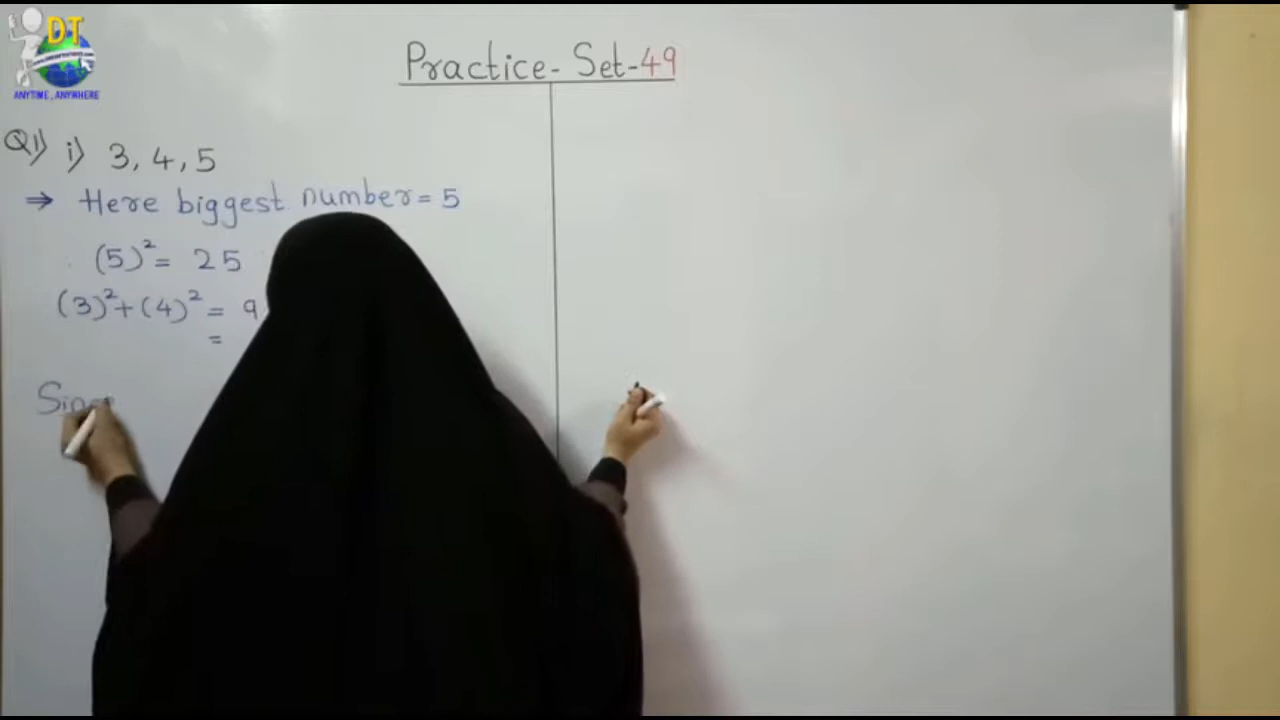 DT
ANYTIME, ANYWHERE
Practice- Set-49
Q1) i) 3, 4, 5
⇒ Here biggest number = 5
(5)² = 25
(3)²+(4)² = 9
=